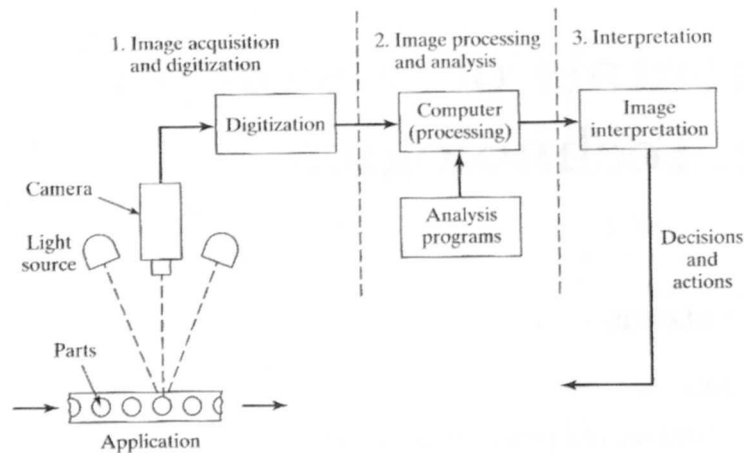 1. Image acquisition
and digitization
2. Image processing
and analysis
3. Interpretation
Digitization
Computer
(processing)
Image
interpretation
Camera
Analysis
programs
Light
source
Decisions
and
actions
Parts
Application